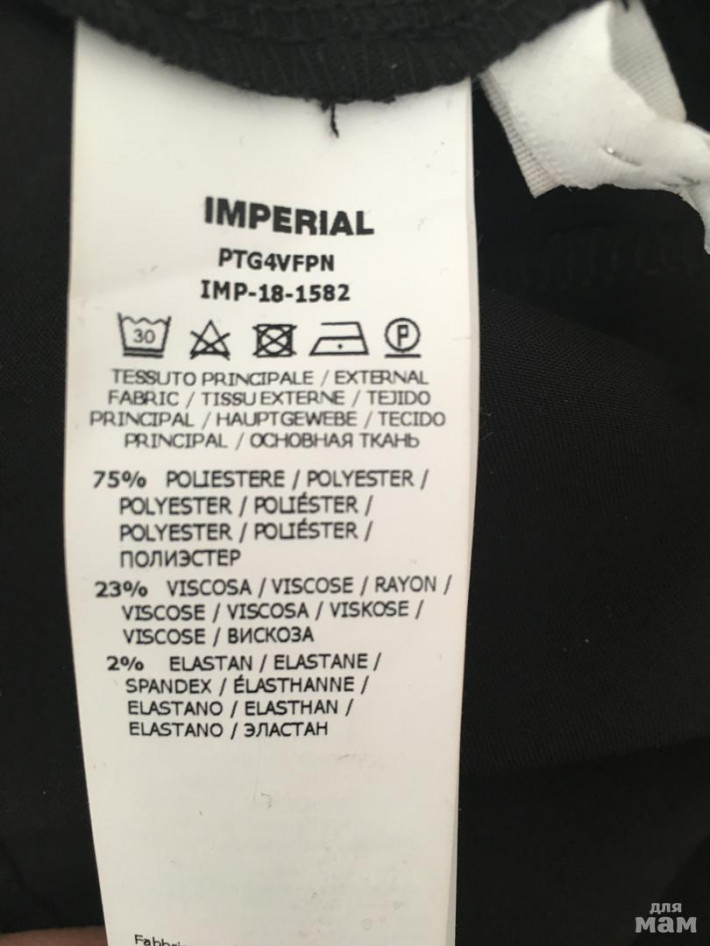 IMPERIAL
PTG4VFPN
IMP-18-1582
30 P
TESSUTO PRINCIPALE / EXTERNAL
FABRIC / TISSU EXTERNE / TEJIDO
PRINCIPAL / HAUPTGEWEBE / TECIDO
PRINCIPAL / ОСНОВНАЯ ТКАНЬ
75% POLIESTERE / POLYESTER /
POLYESTER / POLIÉSTER /
POLYESTER / POLIÉSTER /
ПОЛИЭСТЕР
23% VISCOSA / VISCOSE / RAYON /
VISCOSE / VISCOSA / VISKOSE /
VISCOSE / ВИСКОЗА
2% ELASTAN / ELASTANE /
SPANDEX / ÉLASTHANNE /
ELASTANO / ELASTHAN /
ELASTANO / ЭЛАСТАН
для
мам